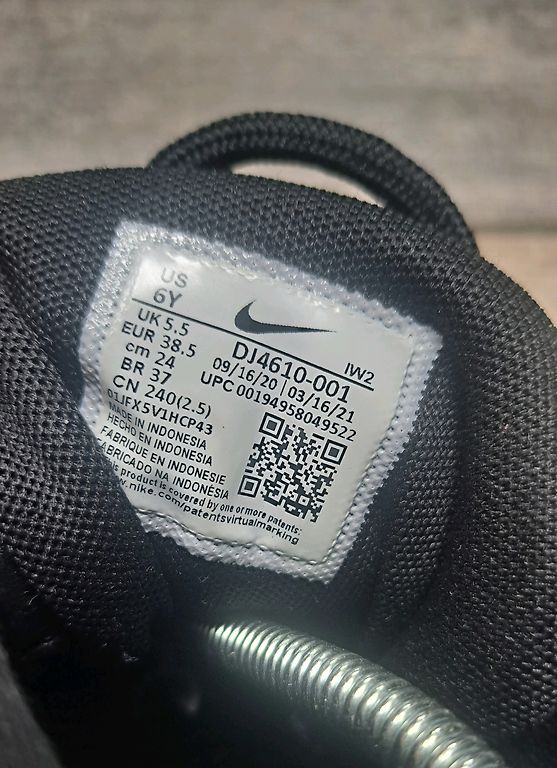 US
6Y
UK 5.5
EUR 38.5
cm 24
BR 37
CN 240(2.5)
DJ4610-001
IW2
09/16/20 | 03/16/21
UPC 00194958049522
01JFX5V1HCP43
MADE IN INDONESIA
HECHO EN INDONESIA
FABRIQUE EN INDONESIE
FABRICADO NA INDONESIA
product is covered by one or more patents:
.nike.com/patentsvirtualmarking